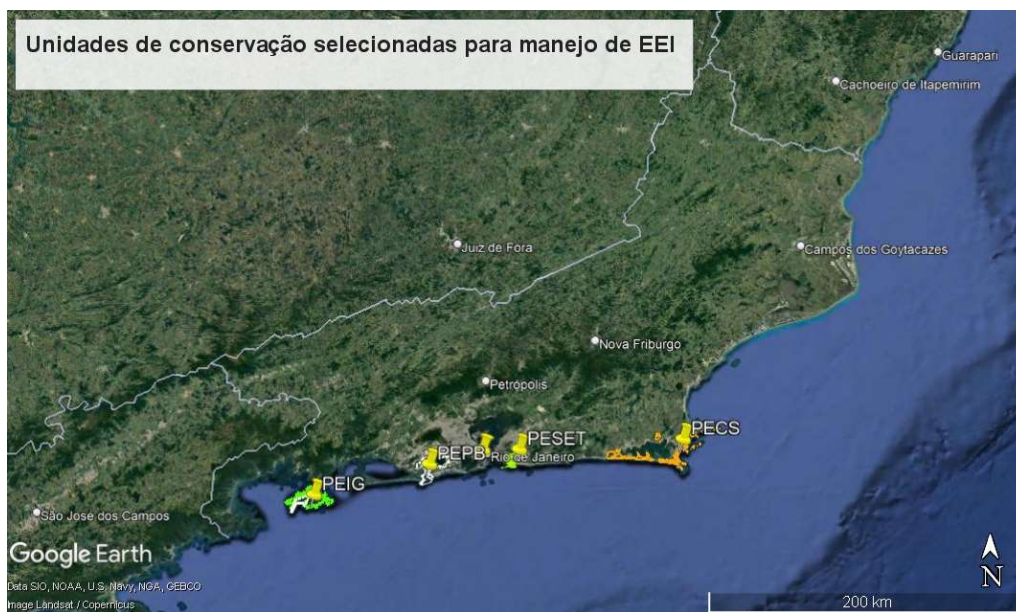 Unidades de conservação selecionadas para manejo de EEI
Guarapari
Cachoeiro de Itapemirim
Juiz de Fora
Campos dos Goytacazes
Nova Friburgo
Petrópolis
PECS
PESET
PEPB
Rio de Janeiro
PEIG
São José dos Campos
Google Earth
Data SIO, NOAA, U.S. Navy, NGA, GEBCO
Image Landsat / Copernicus
N
200 km